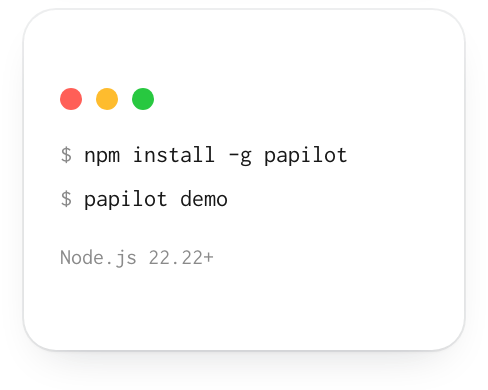 $ npm install -g papilot
$ papilot demo
Node.js 22.22+